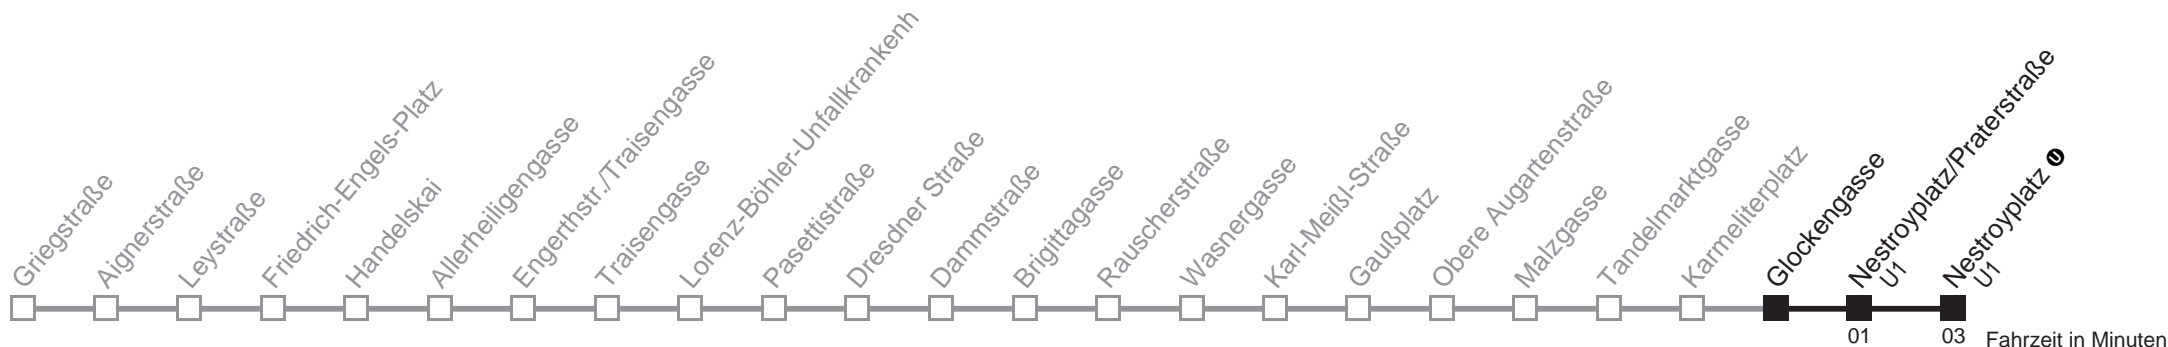 Griegstraße
Aignerstraße
Leystraße
Friedrich-Engels-Platz
Handelskai
Allerheiligengasse
Engerthstr./Traisengasse
Traisengasse
Lorenz-Böhler-Unfallkrankenh
Pasettistraße
Dresdner Straße
Dammstraße
Brigittagasse
Rauscherstraße
Wasnergasse
Karl-Meißl-Straße
Gaußplatz
Obere Augartenstraße
Malzgasse
Tandelmarktgasse
Karmeliterplatz
Glockengasse
Nestroyplatz/Praterstraße
U1
Nestroyplatz U
U1
01
03
Fahrzeit in Minuten